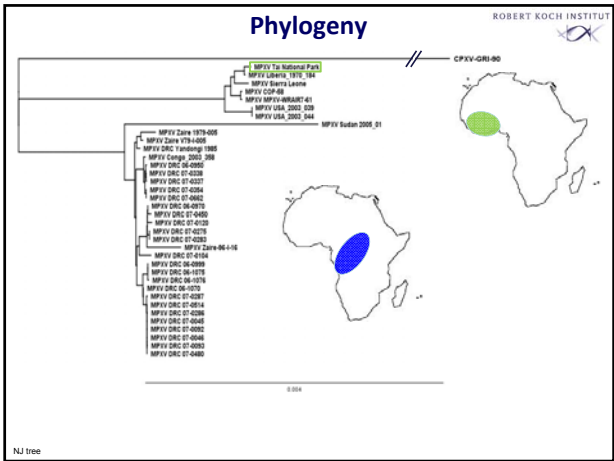 Phylogeny
ROBERT KOCH INSTITUT
CPXV-GRI-90
MPXV Tai National Park
MPXV Liberia_1970_184
MPXV Sierra Leone
MPXV COP-58
MPXV MPXV-WRAIR7-61
MPXV USA_2003_039
MPXV USA_2003_044
MPXV Sudan 2005_01
MPXV Zaire 1979-005
MPXV Zaire V79-I-005
MPXV DRC Yandongi 1985
MPXV Congo_2003_358
MPXV DRC 06-0950
MPXV DRC 07-0338
MPXV DRC 07-0337
MPXV DRC 07-0354
MPXV DRC 07-0662
MPXV DRC 06-0970
MPXV DRC 07-0450
MPXV DRC 07-0120
MPXV DRC 07-0275
MPXV DRC 07-0283
MPXV Zaire-96-I-16
MPXV DRC 07-0104
MPXV DRC 06-0999
MPXV DRC 06-1075
MPXV DRC 06-1076
MPXV DRC 06-1070
MPXV DRC 07-0287
MPXV DRC 07-0514
MPXV DRC 07-0286
MPXV DRC 07-0045
MPXV DRC 07-0092
MPXV DRC 07-0046
MPXV DRC 07-0093
MPXV DRC 07-0480
0.004
NJ tree